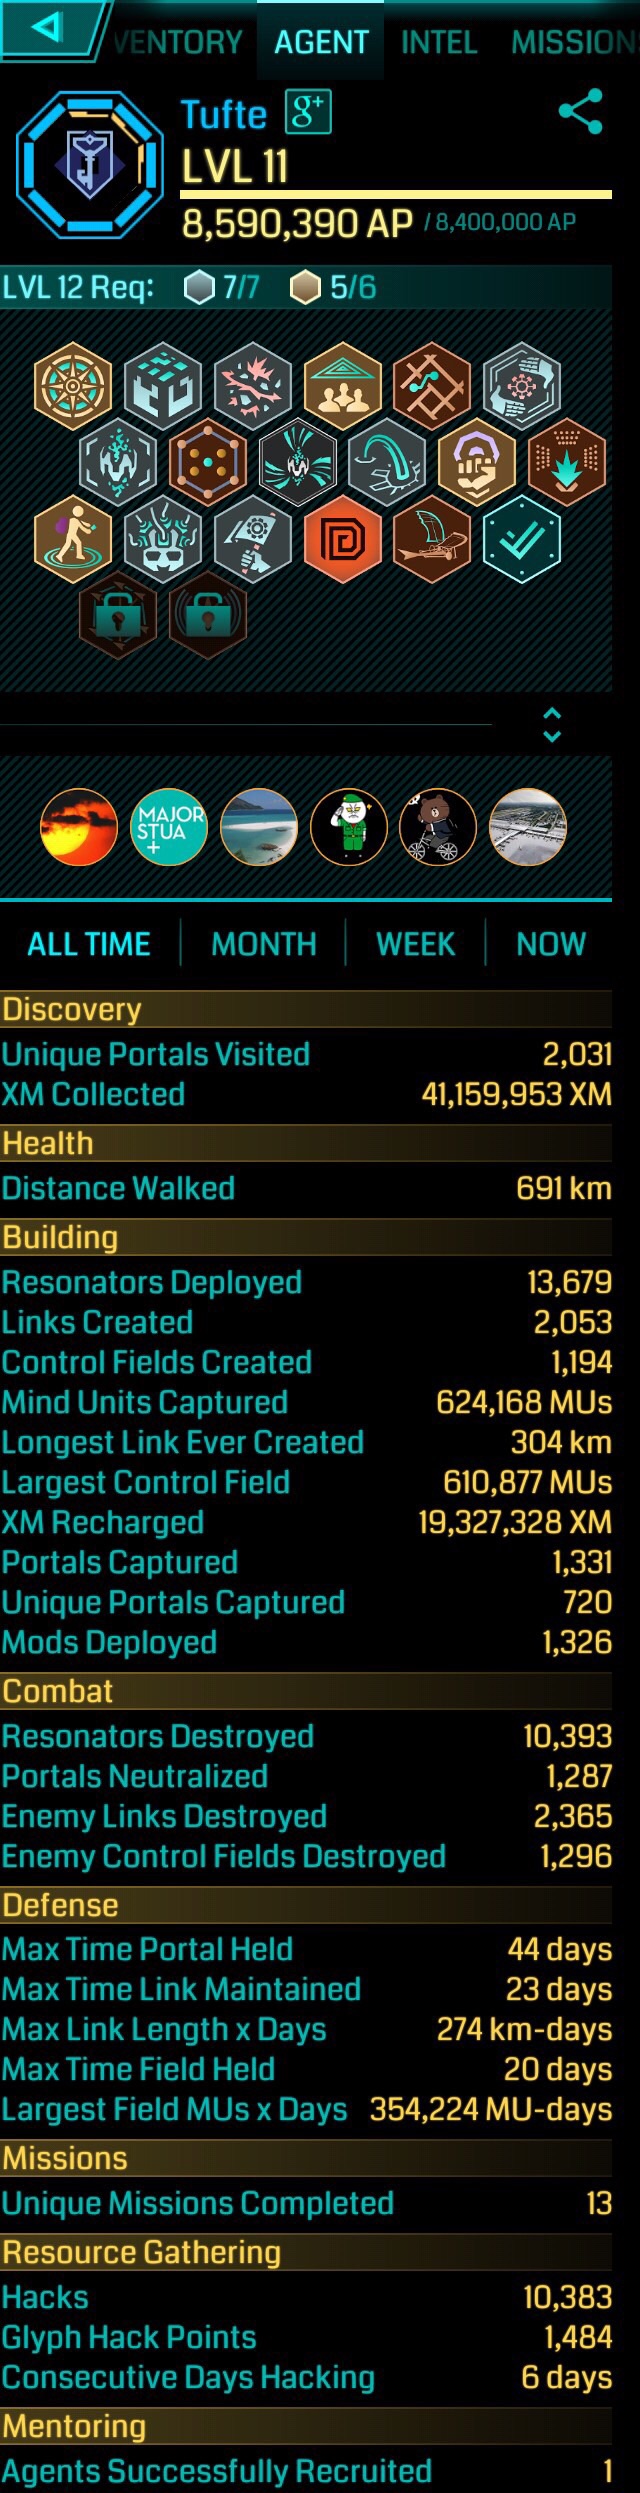 VENTORY AGENT INTEL MISSION
Tufte g+
LVL 11
8,590,390 AP / 8,400,000 AP
LVL 12 Req: 7/7 5/6
MAJOR
STUA
+
ALL TIME MONTH WEEK NOW
Discovery
Unique Portals Visited 2,031
XM Collected 41,159,953 XM
Health
Distance Walked 691 km
Building
Resonators Deployed 13,679
Links Created 2,053
Control Fields Created 1,194
Mind Units Captured 624,168 MUs
Longest Link Ever Created 304 km
Largest Control Field 610,877 MUs
XM Recharged 19,327,328 XM
Portals Captured 1,331
Unique Portals Captured 720
Mods Deployed 1,326
Combat
Resonators Destroyed 10,393
Portals Neutralized 1,287
Enemy Links Destroyed 2,365
Enemy Control Fields Destroyed 1,296
Defense
Max Time Portal Held 44 days
Max Time Link Maintained 23 days
Max Link Length x Days 274 km-days
Max Time Field Held 20 days
Largest Field MUs x Days 354,224 MU-days
Missions
Unique Missions Completed 13
Resource Gathering
Hacks 10,383
Glyph Hack Points 1,484
Consecutive Days Hacking 6 days
Mentoring
Agents Successfully Recruited 1